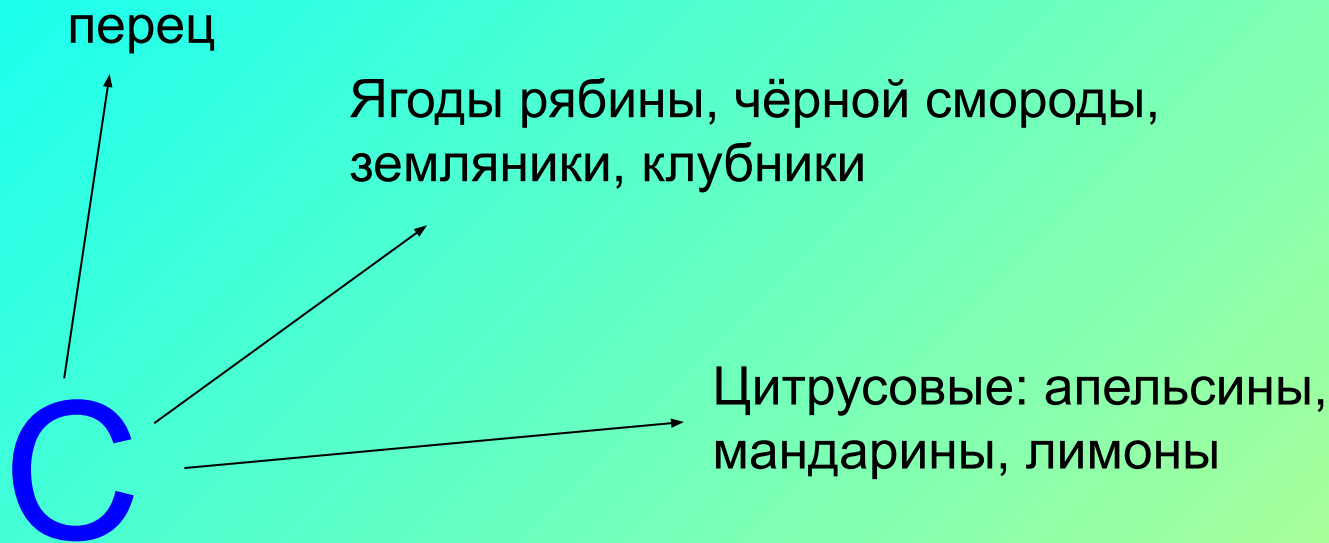 перец
Ягоды рябины, чёрной смороды,
земляники, клубники
Цитрусовые: апельсины,
мандарины, лимоны
С